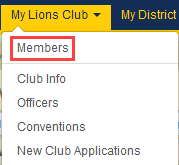 My Lions Club My District
Members
Club Info
Officers
Conventions
New Club Applications